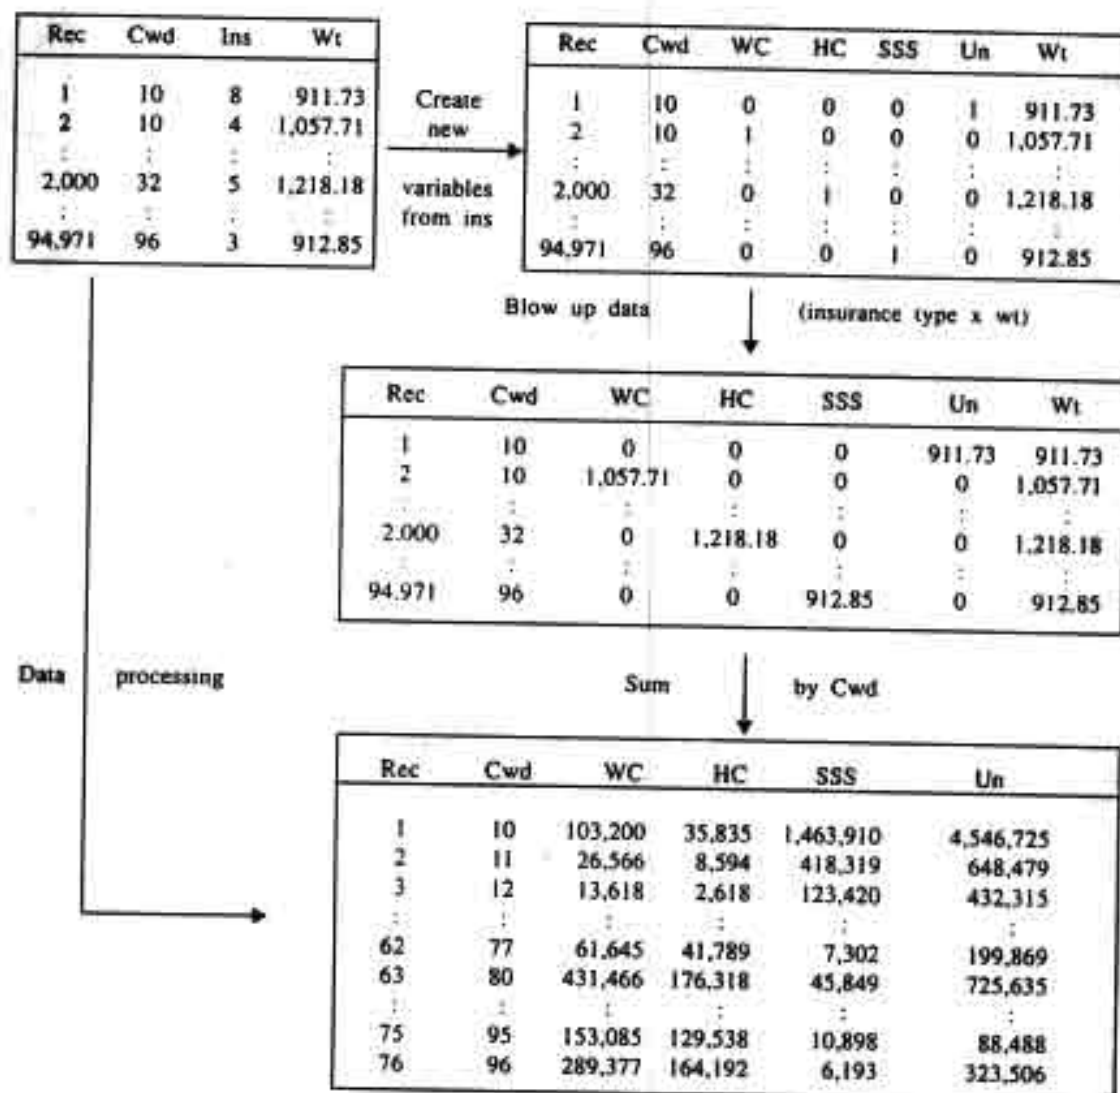 Rec Cwd Ins Wt
1 10 8 911.73
2 10 4 1,057.71
: : : :
2,000 32 5 1,218.18
: : : :
94,971 96 3 912.85
Create
new
variables
from ins
Rec Cwd WC HC SSS Un Wt
1 10 0 0 0 1 911.73
2 10 1 0 0 0 1,057.71
: : : : : : :
2,000 32 0 1 0 0 1,218.18
: : : : : : :
94,971 96 0 0 1 0 912.85
Blow up data (insurance type x wt)
Rec Cwd WC HC SSS Un Wt
1 10 0 0 0 911.73 911.73
2 10 1,057.71 0 0 0 1,057.71
: : : : : : :
2.000 32 0 1,218.18 0 0 1,218.18
: : : : : : :
94.971 96 0 0 912.85 0 912.85
Data processing
Sum by Cwd
Rec Cwd WC HC SSS Un
1 10 103,200 35,835 1,463,910 4,546,725
2 11 26,566 8,594 418,319 648,479
3 12 13,618 2,618 123,420 432,315
: : : : : :
62 77 61,645 41,789 7,302 199,869
63 80 431,466 176,318 45,849 725,635
: : : : : :
75 95 153,085 129,538 10,898 88,488
76 96 289,377 164,192 6,193 323,506